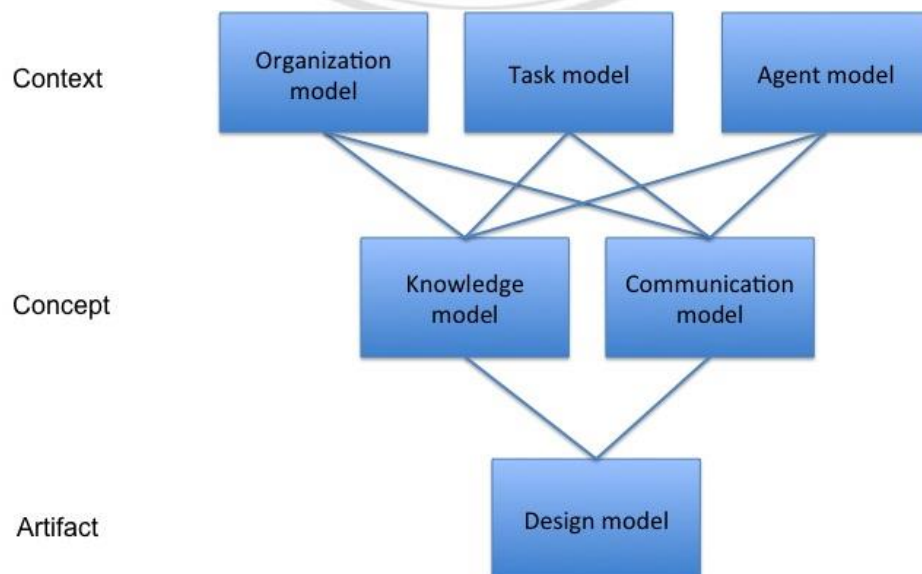 Context
Organization
model
Task model
Agent model
Concept
Knowledge
model
Communication
model
Artifact
Design model